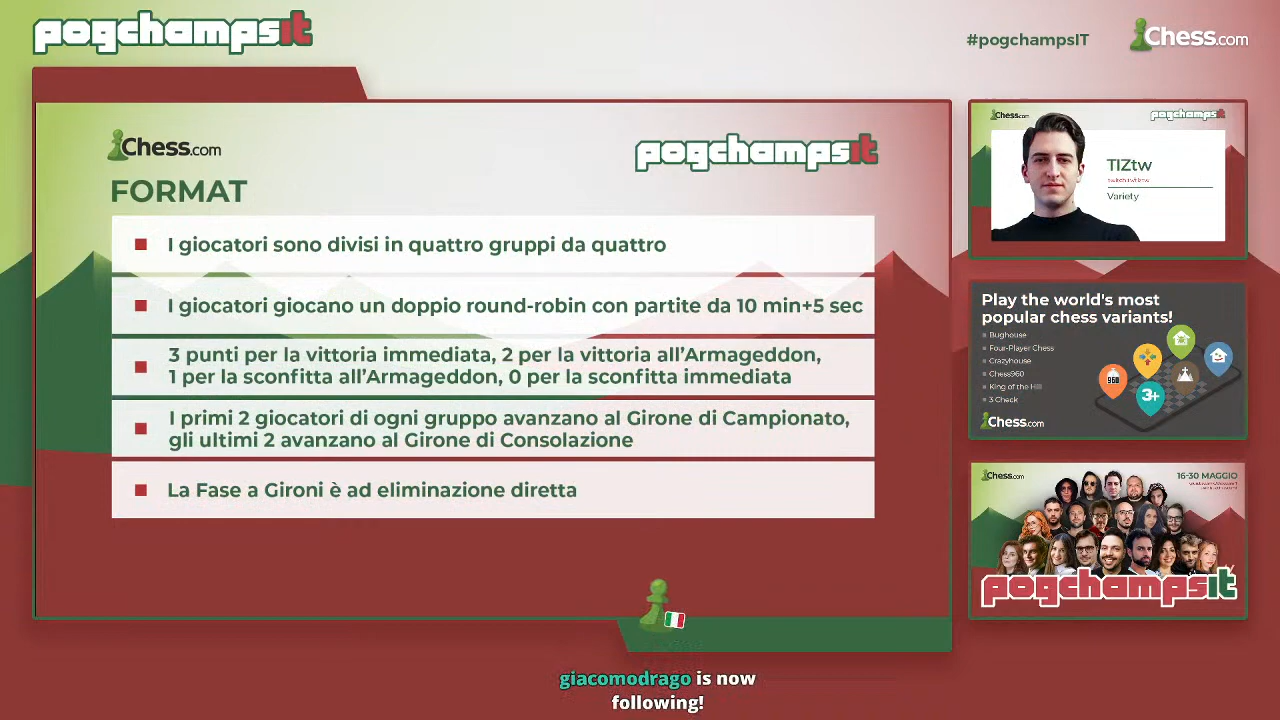 pogchampsit
#pogchampsIT
Chess.com
Chess.com
pogchampsit
FORMAT
I giocatori sono divisi in quattro gruppi da quattro
I giocatori giocano un doppio round-robin con partite da 10 min+5 sec
3 punti per la vittoria immediata, 2 per la vittoria all’Armageddon,
1 per la sconfitta all’Armageddon, 0 per la sconfitta immediata
I primi 2 giocatori di ogni gruppo avanzano al Girone di Campionato,
gli ultimi 2 avanzano al Girone di Consolazione
La Fase a Gironi è ad eliminazione diretta
Chess.com
pogchampsit
TIZtw
Variety
Play the world's most
popular chess variants!
Bughouse
Four-Player Chess
Crazyhouse
Chess960
King of the Hill
3 Check
960
3+
Chess.com
Chess.com
16-30 MAGGIO
pogchampsit
giacomodrago is now
following!